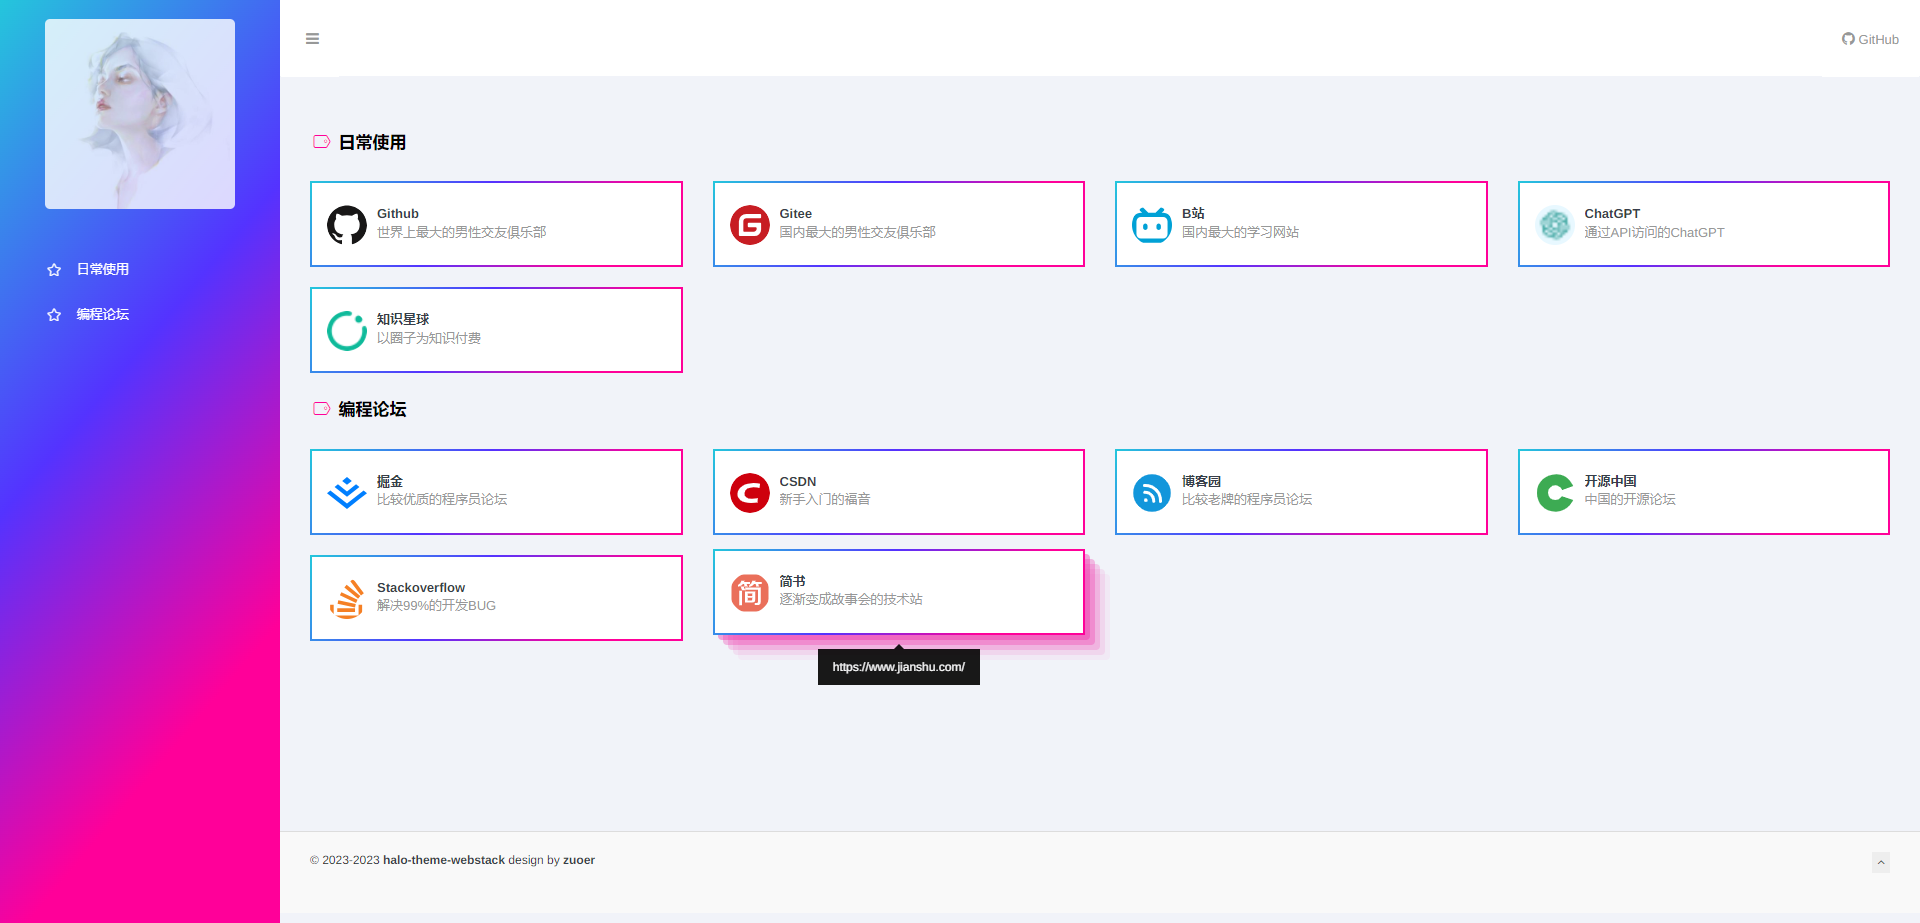 GitHub
日常使用
编程论坛
日常使用
Github
世界上最大的男性交友俱乐部
Gitee
国内最大的男性交友俱乐部
B站
国内最大的学习网站
ChatGPT
通过API访问的ChatGPT
知识星球
以圈子为知识付费
编程论坛
掘金
比较优质的程序员论坛
CSDN
新手入门的福音
博客园
比较老牌的程序员论坛
开源中国
中国的开源论坛
Stackoverflow
解决99%的开发BUG
简
简书
逐渐变成故事会的技术站
https://www.jianshu.com/
© 2023-2023 halo-theme-webstack design by zuoer